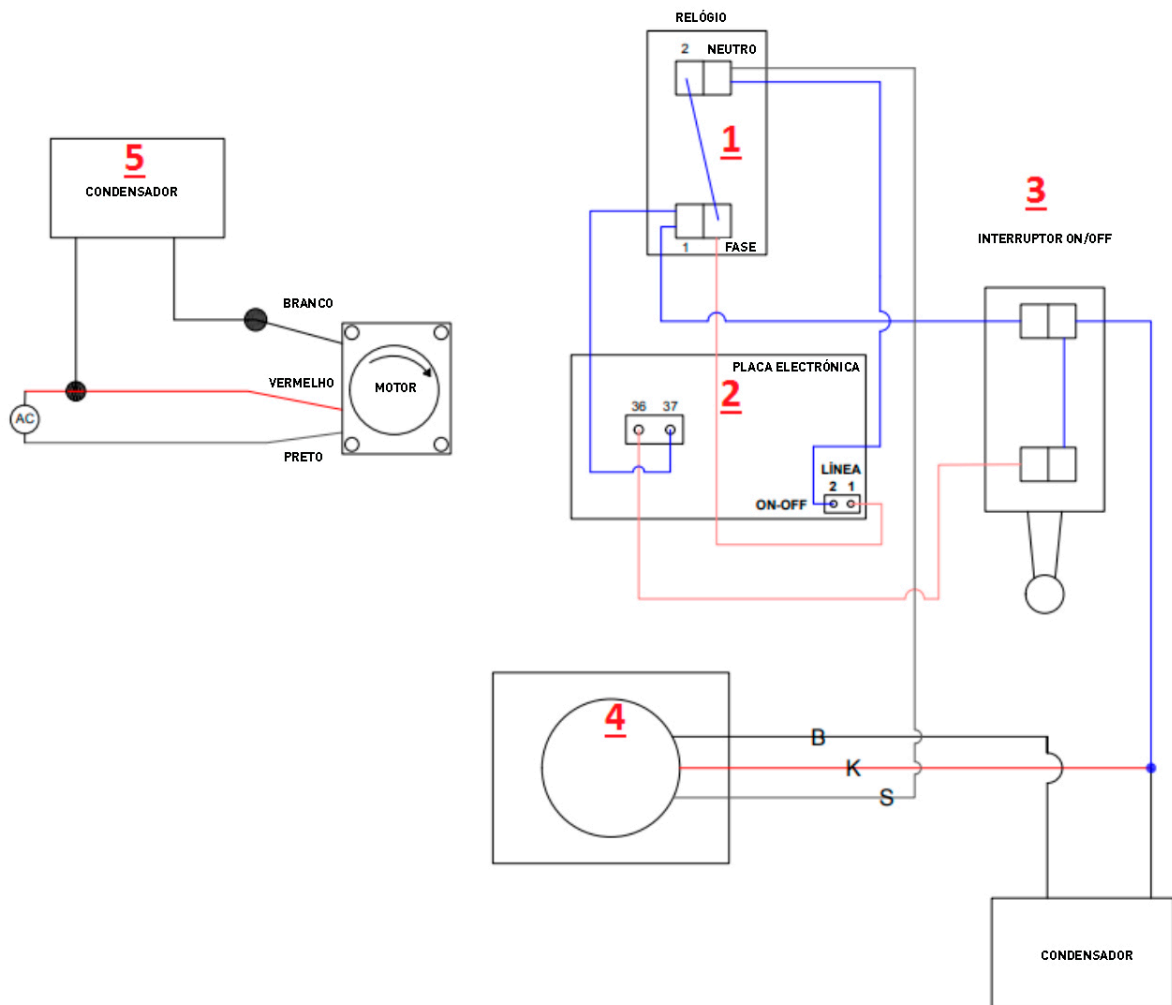 RELÓGIO
2 NEUTRO
1
1 FASE
5
CONDENSADOR
3
INTERRUPTOR ON/OFF
BRANCO
VERMELHO
MOTOR
AC
PRETO
PLACA ELECTRÓNICA
2
36 37
LÍNEA
2 1
ON-OFF
4
B
K
S
CONDENSADOR